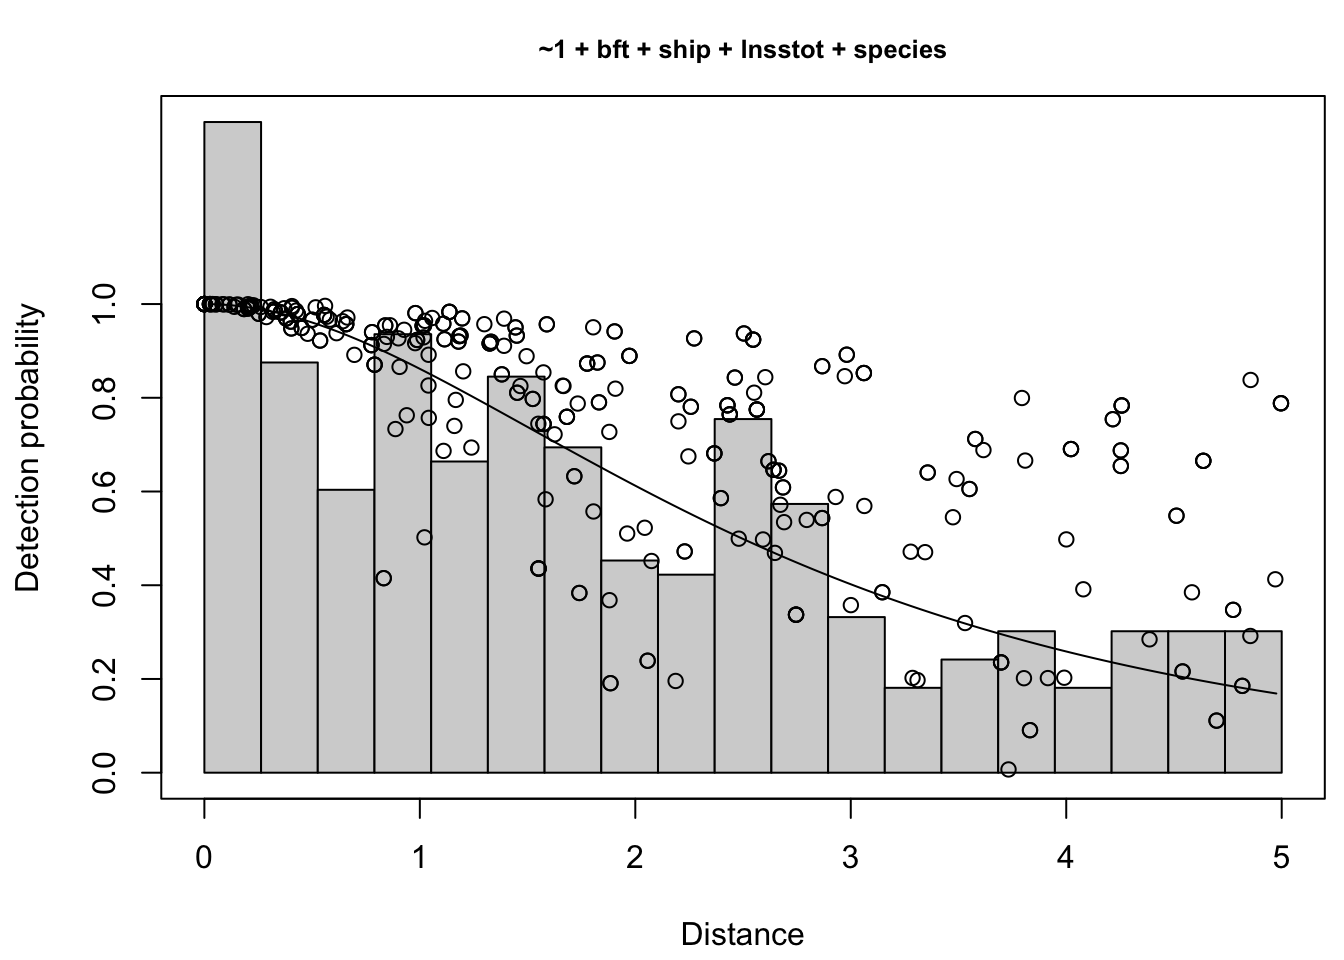 ~1 + bft + ship + lnsstot + species
Detection probability
1.0
0.8
0.6
0.4
0.2
0.0
0 1 2 3 4 5
Distance